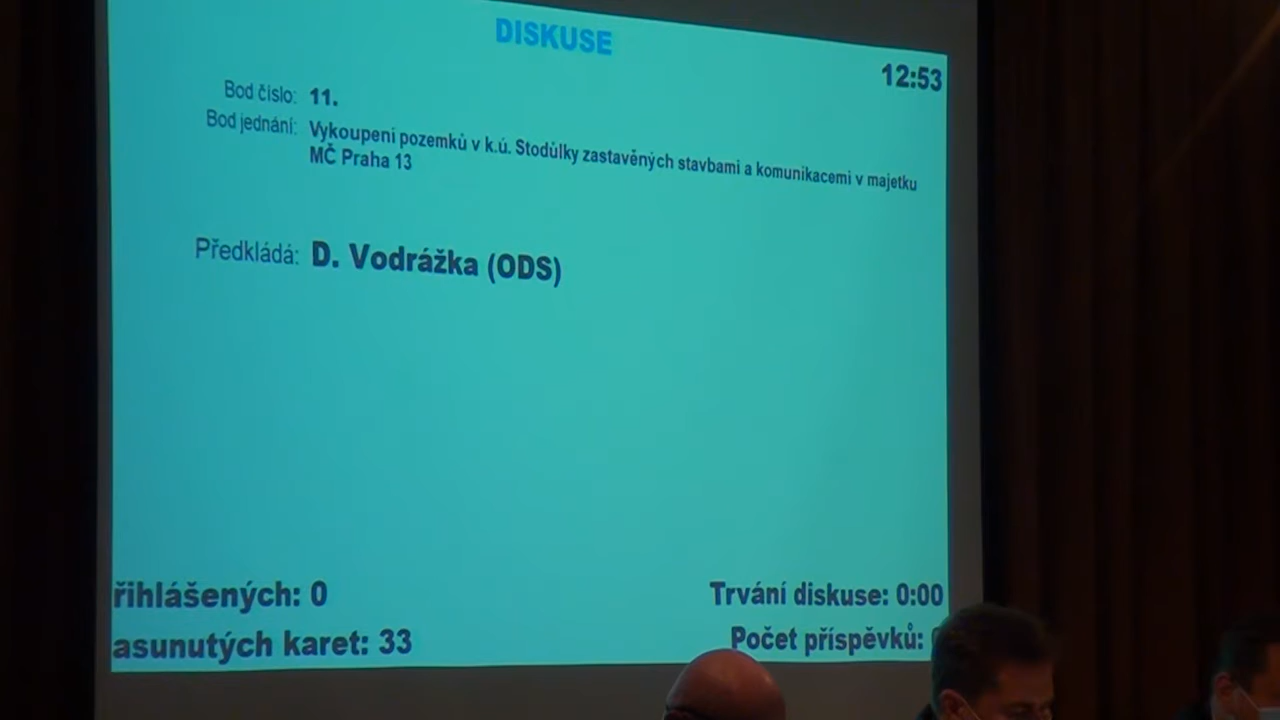 DISKUSE
12:53
Bod číslo: 11.
Bod jednání: Vykoupení pozemků v k.ú. Stodůlky zastavěných stavbami a komunikacemi v majetku
MČ Praha 13
Předkládá: D. Vodrážka (ODS)
řihlášených: 0
Trvání diskuse: 0:00
asunutých karet: 33
Počet příspěvků: